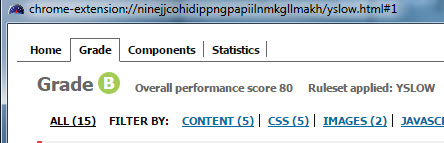 chrome-extension://ninejjcohidippngpapiilnmkgllmakh/yslow.html#1
Home Grade Components Statistics
Grade B Overall performance score 80 Ruleset applied: YSLOW
ALL (15) FILTER BY: CONTENT (5) CSS (5) IMAGES (2) JAVASC